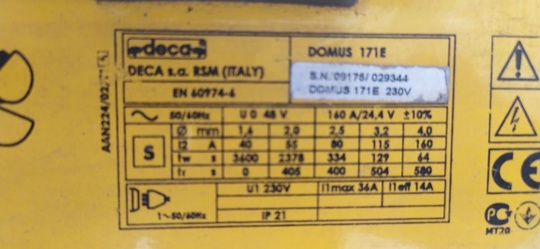 deca
DOMUS 171E
DECA s.a. RSM (ITALY)
S.N. 09175/ 029344
DOMUS 171E 230V
EN 60974-6
50/60Hz U0 48 V 160 A/24,4 V ±10%
Ø mm 1,6 2,0 2,5 3,2 4,0
I2 A 40 55 80 115 160
S
tw s 3600 2378 334 129 64
tr s 0 405 400 504 580
U1 230V I1max 36A I1eff 14A
1~50/60Hz IP 21
CE
MT20